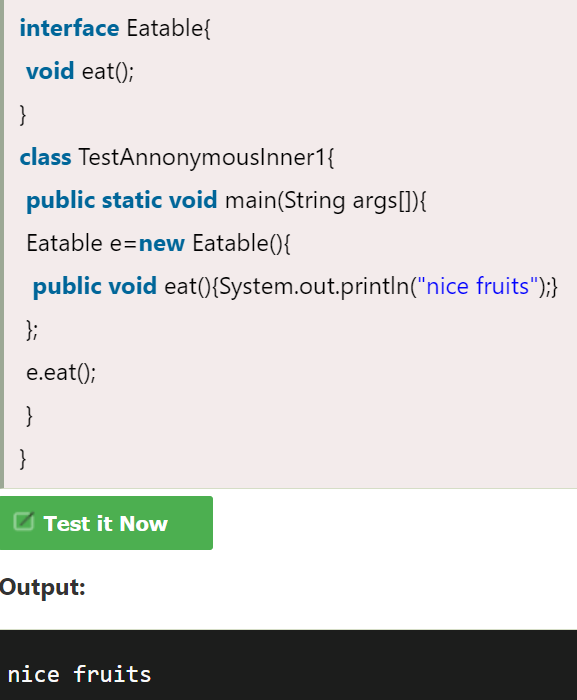 interface Eatable{
void eat();
}
class TestAnnonymousInner1{
public static void main(String args[]){
Eatable e=new Eatable(){
public void eat(){System.out.println("nice fruits");}
};
e.eat();
}
}
Test it Now
Output:
nice fruits